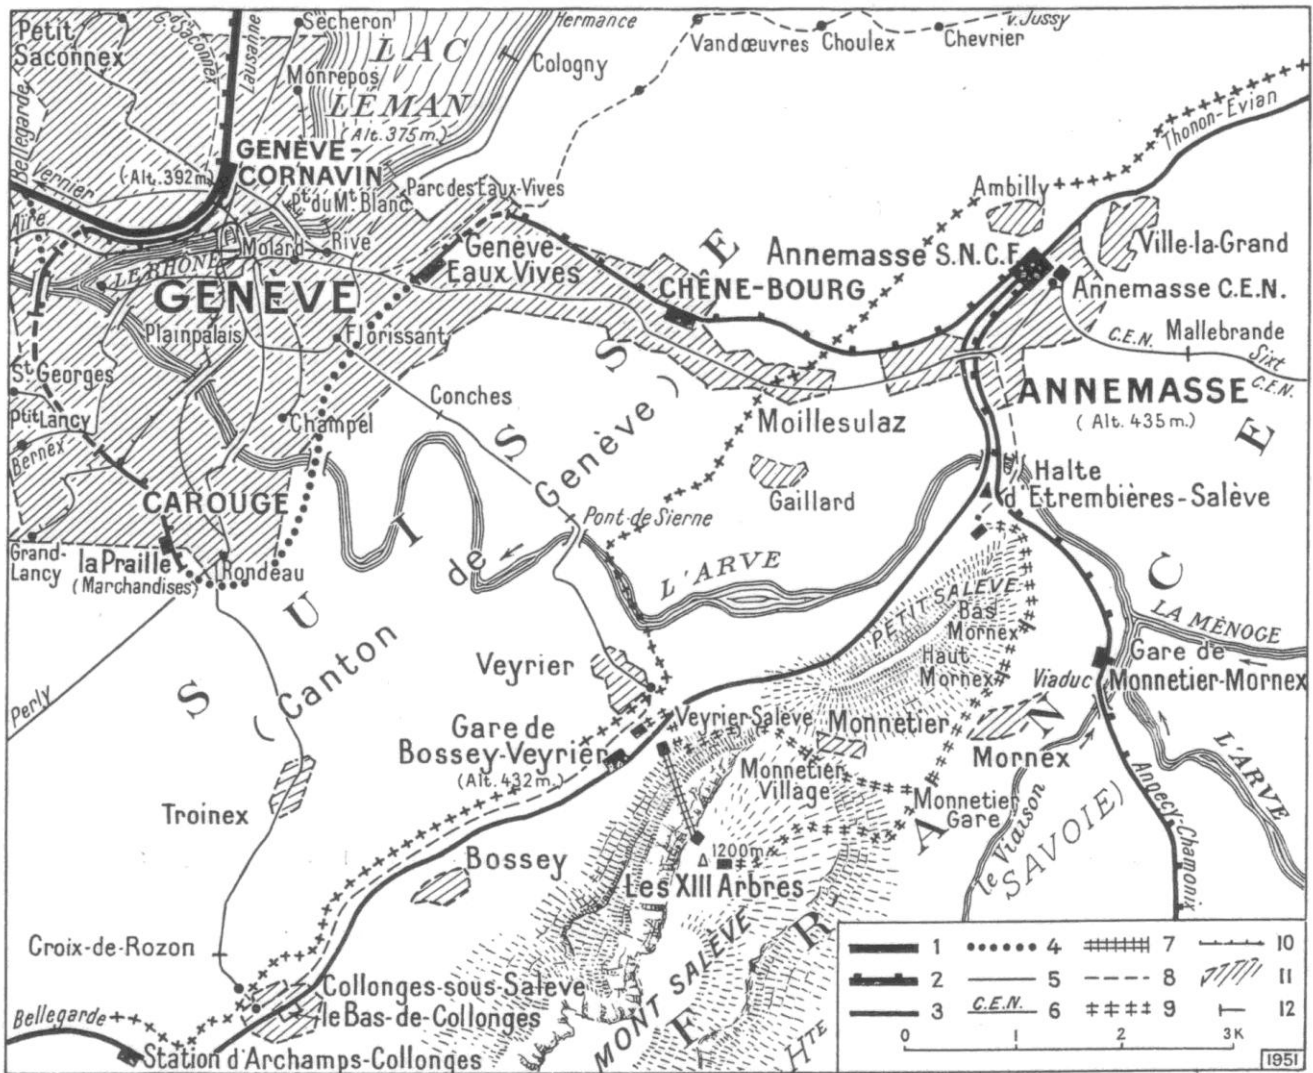 Petit
Saconnex
Gd Saconnex
Lausanne
Sécheron
Monrepos
LAC
LEMAN
(Alt. 375 m.)
Hermance
Cologny
Vandœuvres
Choulex
Chevrier
v. Jussy
Thonon-Evian
Bellegarde
Vernier
(Alt. 392 m.)
GENÈVE-
CORNAVIN
Pt du Mt Blanc
Parc des Eaux-Vives
Ambilly
Aïre
LE RHÔNE
Molard
Rive
Genève-
Eaux Vives
Annemasse S.N.C.F.
Ville-la-Grand
GENÈVE
CHÊNE-BOURG
Annemasse C.E.N.
Plainpalais
Florissant
C.E.N.
Mallebrande
Sixt
C.E.N.
St Georges
Conches
ANNEMASSE
(Alt. 435 m.)
Ptit Lancy
Champel
Moillesulaz
Bernex
Gaillard
Halte
d'Etrembières-Salève
CAROUGE
Pont-de-Sierne
Grand-
Lancy
la Praille
(Marchandises)
Rondeau
L'ARVE
SUISSE
(Canton de Genève)
PETIT SALÈVE
Bas
Mornex
Haut
Mornex
LA MÉNOGE
Gare de
Monnetier-Mornex
Viaduc
Perly
Veyrier
Gare de
Bossey-Veyrier
(Alt. 432 m.)
Veyrier-Salève
Monnetier
Mornex
L'ARVE
Monnetier
Village
Monnetier
Gare
Troinex
le Viaison
Annecy-Chamonix
Bossey
1200 m.
Les XIII Arbres
FRANCE
(HTE SAVOIE)
MONT SALÈVE
Croix-de-Rozon
Collonges-sous-Salève
le Bas-de-Collonges
Bellegarde
Station d'Archamps-Collonges
1 4 7 10
2 5 8 11
3 C.E.N. 6 9 12
0 1 2 3K
1951